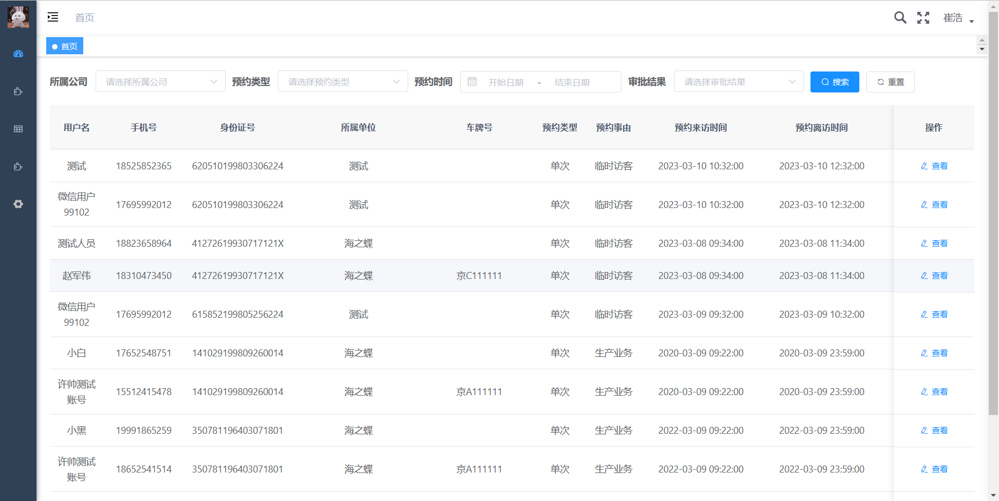 首页
崔浩
首页
所属公司 请选择所属公司 预约类型 请选择预约类型 预约时间 开始日期 - 结束日期 审批结果 请选择审批结果 搜索 重置
用户名 手机号 身份证号 所属单位 车牌号 预约类型 预约事由 预约来访时间 预约离访时间 操作
测试 18525852365 620510199803306224 测试 单次 临时访客 2023-03-10 10:32:00 2023-03-10 12:32:00 查看
微信用户
99102 17695992012 620510199803306224 测试 单次 临时访客 2023-03-10 10:32:00 2023-03-10 12:32:00 查看
测试人员 18823658964 41272619930717121X 海之蝶 单次 临时访客 2023-03-08 09:34:00 2023-03-08 11:34:00 查看
赵军伟 18310473450 41272619930717121X 海之蝶 京C111111 单次 临时访客 2023-03-08 09:34:00 2023-03-08 11:34:00 查看
微信用户
99102 17695992012 615852199805256224 测试 单次 临时访客 2023-03-09 09:32:00 2023-03-09 10:32:00 查看
小白 17652548751 141029199809260014 海之蝶 单次 生产业务 2020-03-09 09:22:00 2020-03-09 23:59:00 查看
许帅测试
账号 15512415478 141029199809260014 海之蝶 京A111111 单次 生产业务 2020-03-09 09:22:00 2020-03-09 23:59:00 查看
小黑 19991865259 350781196403071801 海之蝶 单次 生产业务 2022-03-09 09:22:00 2022-03-09 23:59:00 查看
许帅测试
账号 18652541514 350781196403071801 海之蝶 京A111111 单次 生产业务 2022-03-09 09:22:00 2022-03-09 23:59:00 查看